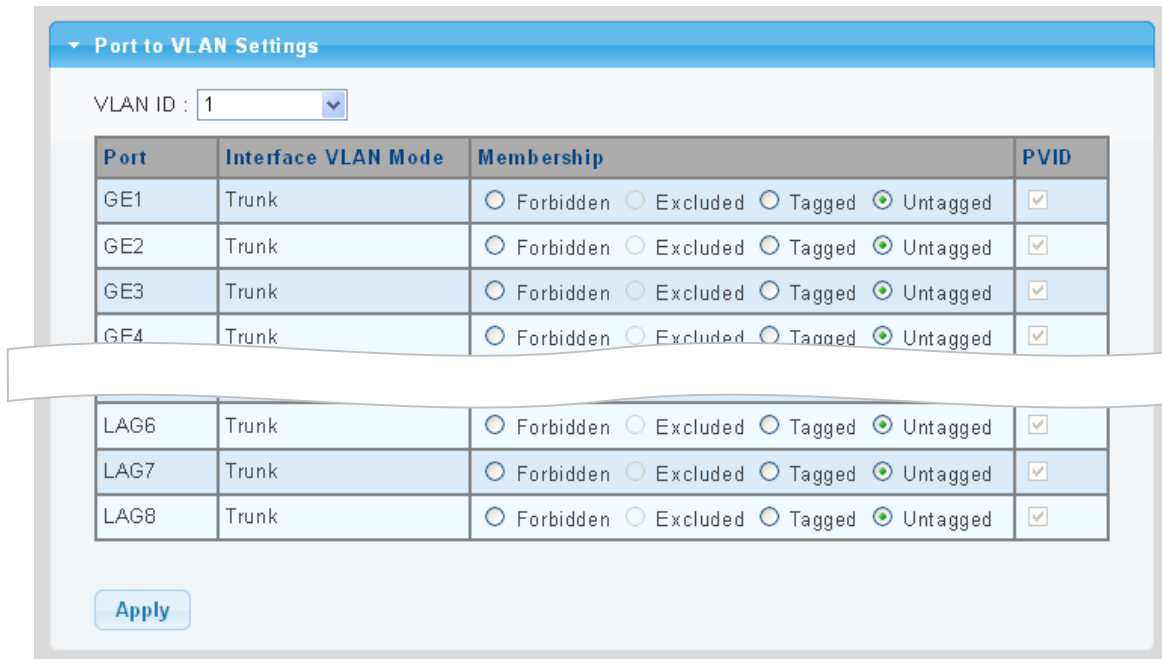 Port to VLAN Settings
VLAN ID : 1
Port Interface VLAN Mode Membership PVID
GE1 Trunk Forbidden Excluded Tagged Untagged
GE2 Trunk Forbidden Excluded Tagged Untagged
GE3 Trunk Forbidden Excluded Tagged Untagged
GE4 Trunk Forbidden Excluded Tagged Untagged
LAG6 Trunk Forbidden Excluded Tagged Untagged
LAG7 Trunk Forbidden Excluded Tagged Untagged
LAG8 Trunk Forbidden Excluded Tagged Untagged
Apply